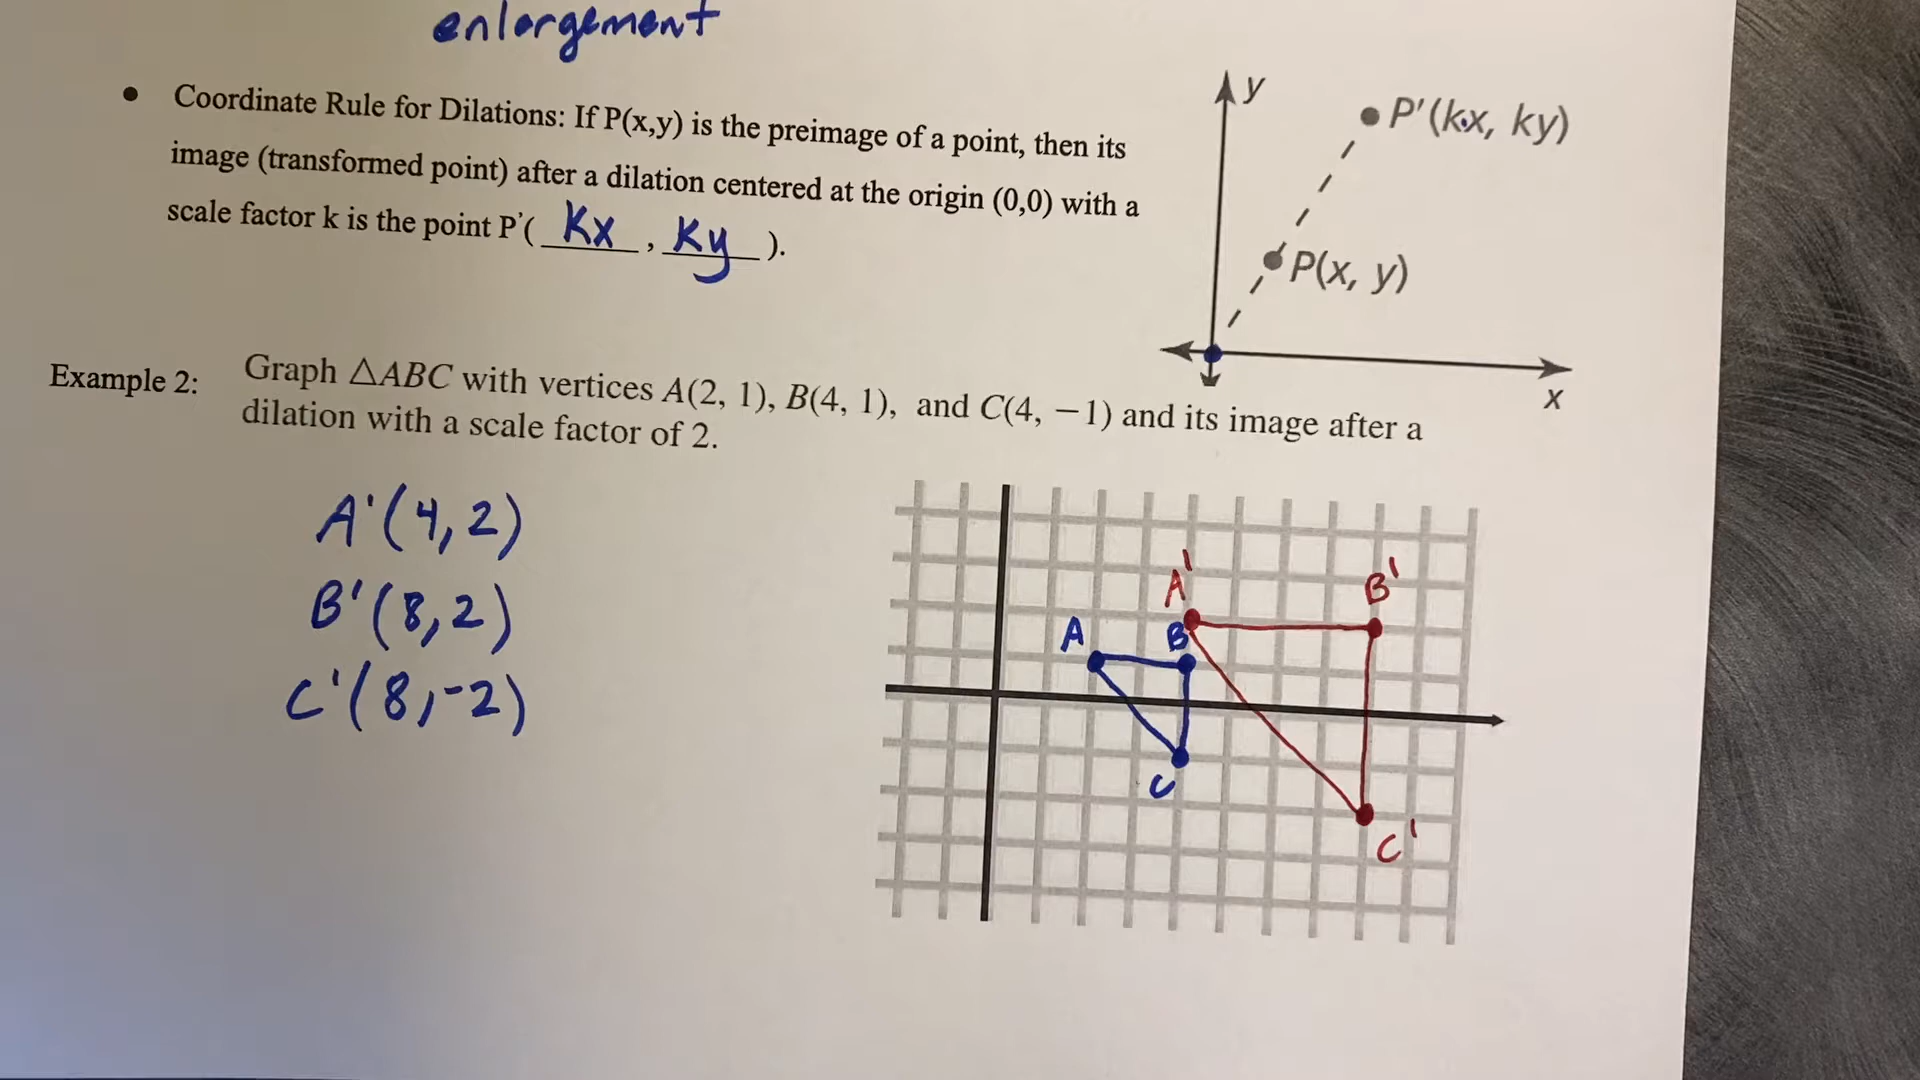 enlargement
• Coordinate Rule for Dilations: If P(x,y) is the preimage of a point, then its
image (transformed point) after a dilation centered at the origin (0,0) with a
scale factor k is the point P'( kx , ky ).
y
P'(k·x, ky)
P(x, y)
x
Example 2: Graph △ABC with vertices A(2, 1), B(4, 1), and C(4, −1) and its image after a
dilation with a scale factor of 2.
A'(4,2)
B'(8,2)
C'(8,-2)
A'
B'
A
B
C
C'